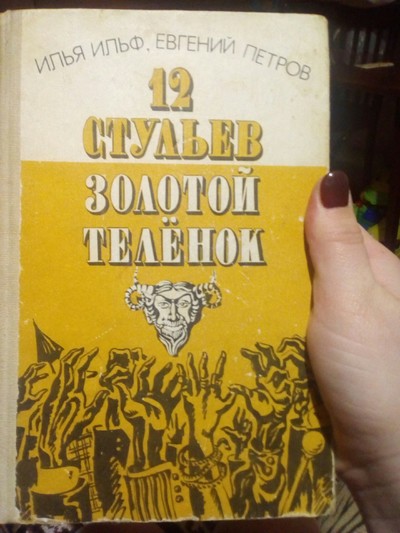 ИЛЬЯ ИЛЬФ, ЕВГЕНИЙ ПЕТРОВ
12
СТУЛЬЕВ
ЗОЛОТОЙ
ТЕЛЁНОК